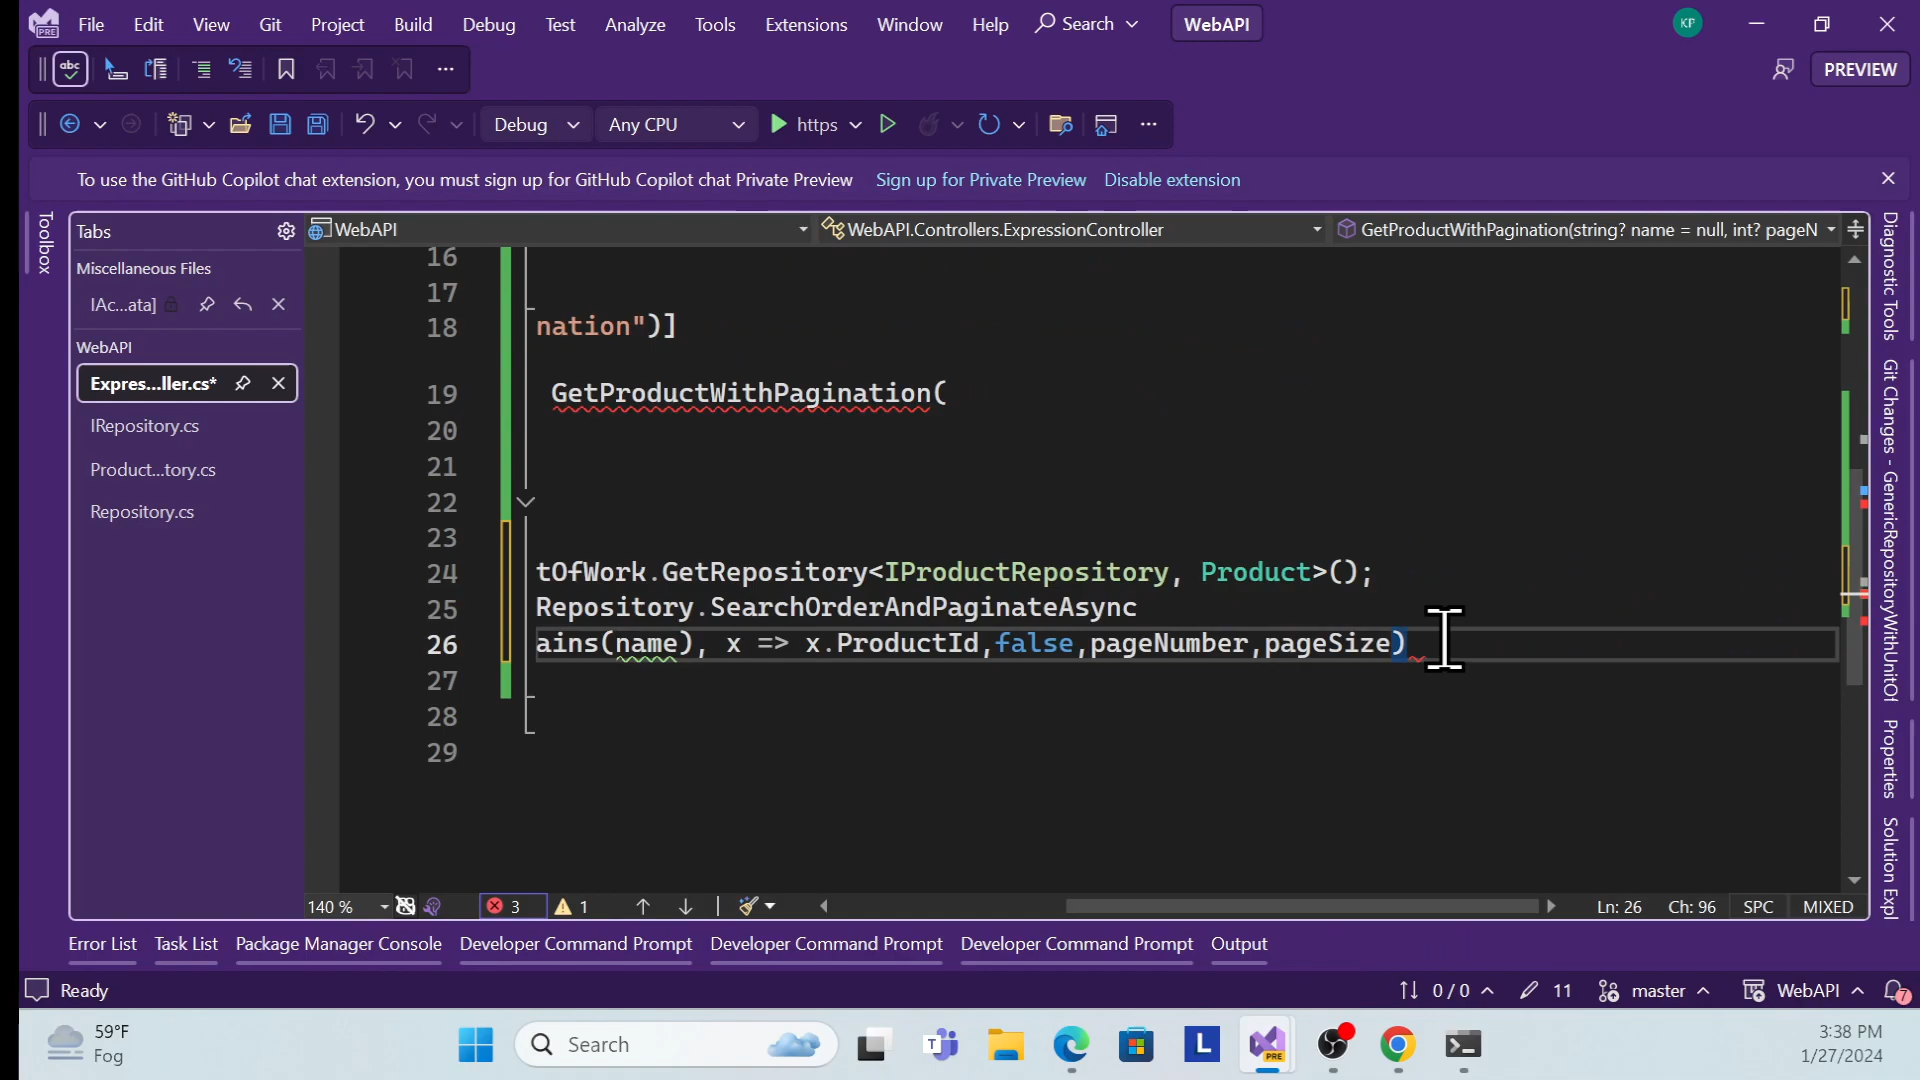 PRE
File Edit View Git Project Build Debug Test Analyze Tools Extensions Window Help Search WebAPI KP
abc PREVIEW
Debug Any CPU https
To use the GitHub Copilot chat extension, you must sign up for GitHub Copilot chat Private Preview Sign up for Private Preview Disable extension
Toolbox
Tabs
Miscellaneous Files
IAc...ata]
WebAPI
Expres...ller.cs*
IRepository.cs
Product...tory.cs
Repository.cs
WebAPI WebAPI.Controllers.ExpressionController GetProductWithPagination(string? name = null, int? pageN
16
17
18 nation")]
19 GetProductWithPagination(
20
21
22
23
24 tOfWork.GetRepository<IProductRepository, Product>();
25 Repository.SearchOrderAndPaginateAsync
26 ains(name), x => x.ProductId,false,pageNumber,pageSize)
27
28
29
140 % 3 1 Ln: 26 Ch: 96 SPC MIXED
Diagnostic Tools
Git Changes - GenericRepositoryWithUnitOf
Properties
Solution Expl
Error List Task List Package Manager Console Developer Command Prompt Developer Command Prompt Developer Command Prompt Output
Ready 0 / 0 11 master WebAPI 7
59°F
Fog
Search
T
L
PRE
3:38 PM
1/27/2024